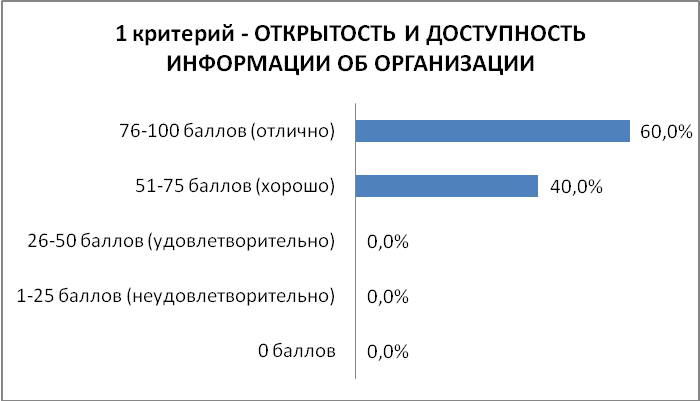 1 критерий - ОТКРЫТОСТЬ И ДОСТУПНОСТЬ
ИНФОРМАЦИИ ОБ ОРГАНИЗАЦИИ
76-100 баллов (отлично) 60,0%
51-75 баллов (хорошо) 40,0%
26-50 баллов (удовлетворительно) 0,0%
1-25 баллов (неудовлетворительно) 0,0%
0 баллов 0,0%